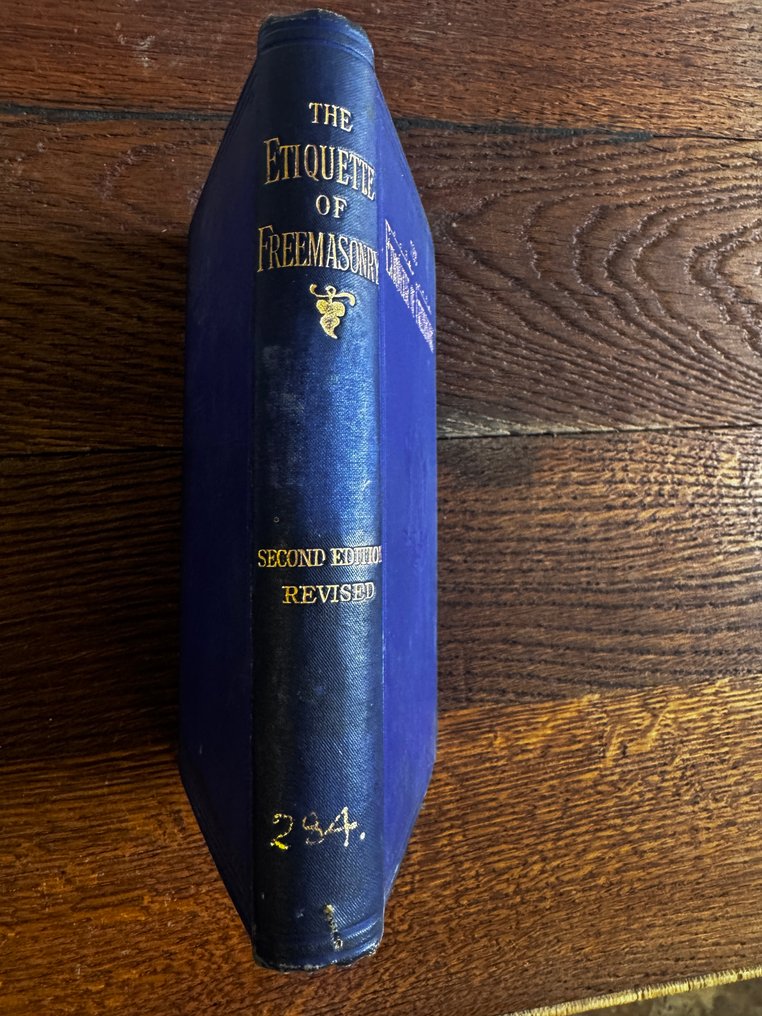 THE
ETIQUETTE
OF
FREEMASONRY
SECOND EDITION
REVISED
284.